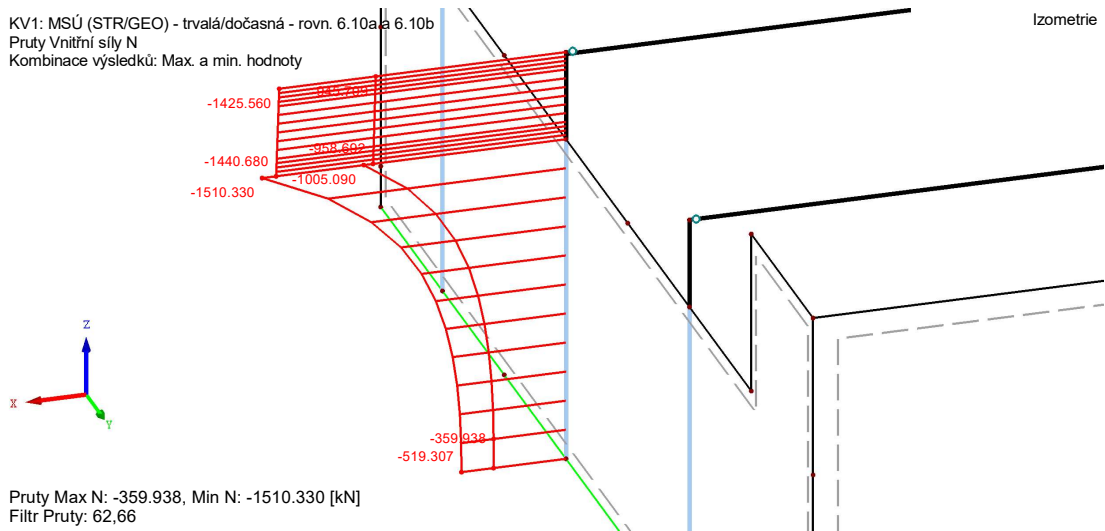 KV1: MSÚ (STR/GEO) - trvalá/dočasná - rovn. 6.10a a 6.10b
Izometrie
Pruty Vnitřní síly N
Kombinace výsledků: Max. a min. hodnoty
-1425.560
-1440.680
-958.692
-1510.330
-1005.090
Z
X
Y
-359.938
-519.307
Pruty Max N: -359.938, Min N: -1510.330 [kN]
Filtr Pruty: 62,66